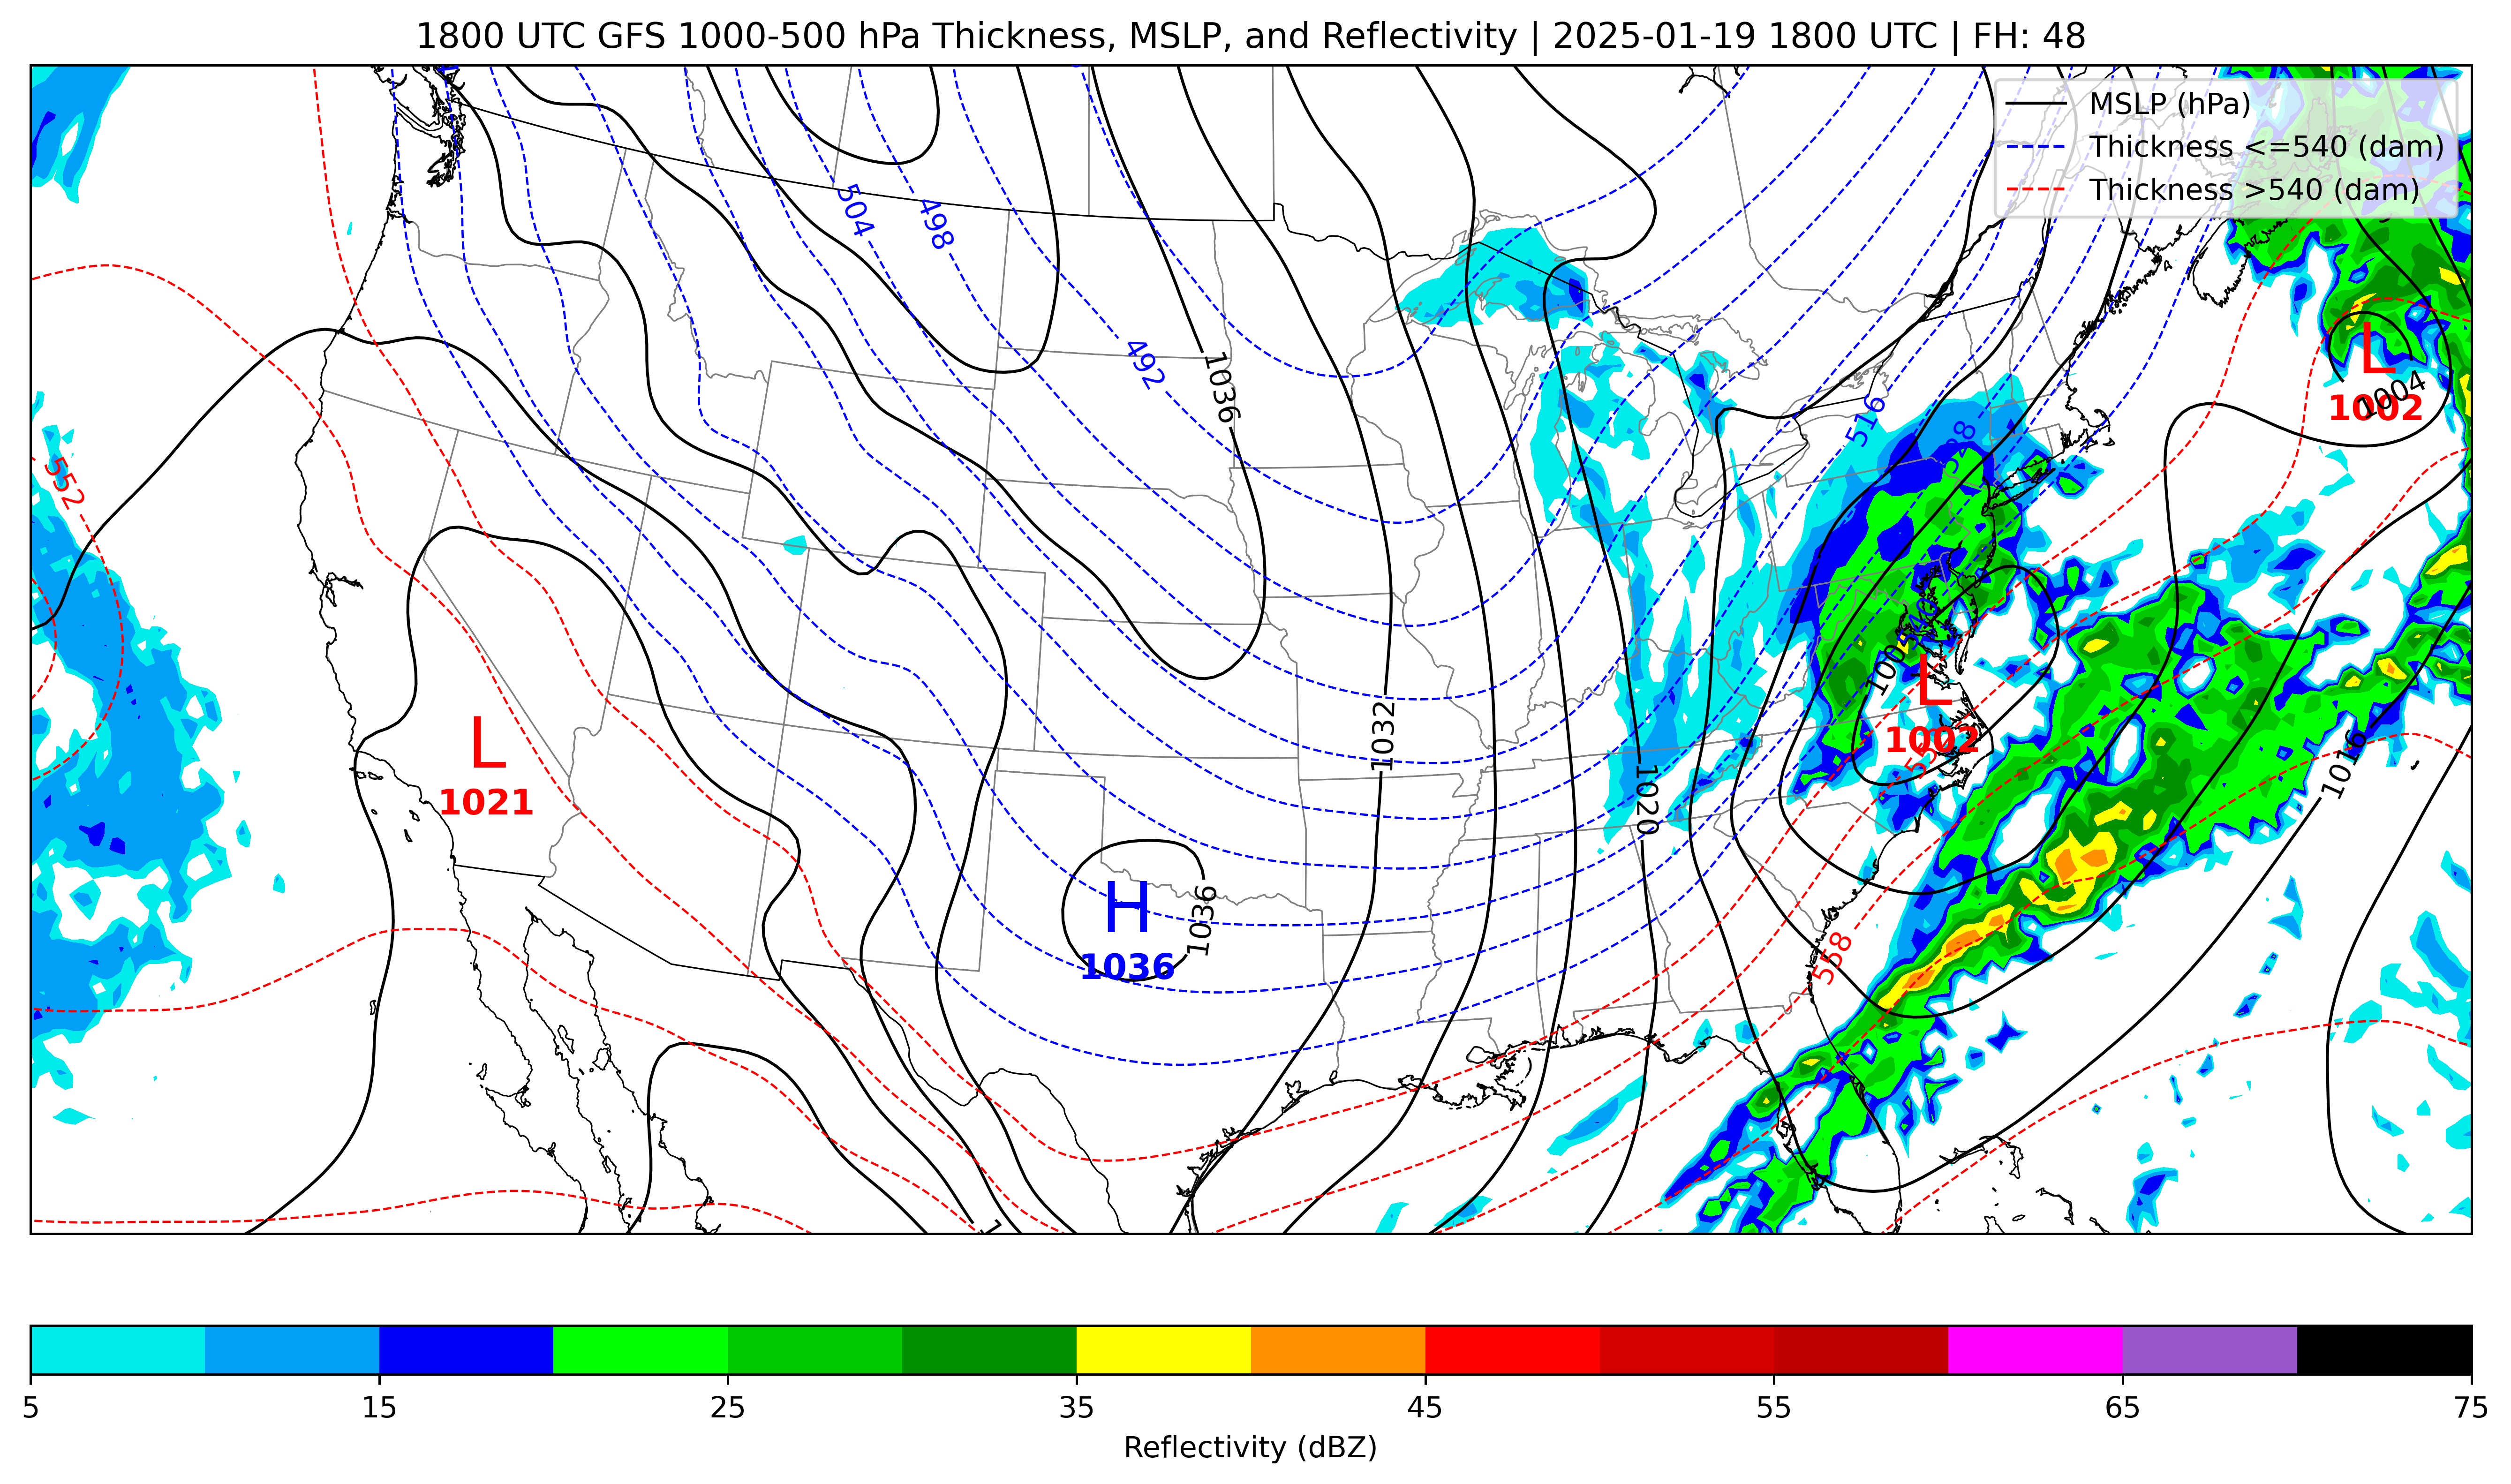 1800 UTC GFS 1000-500 hPa Thickness, MSLP, and Reflectivity | 2025-01-19 1800 UTC | FH: 48
MSLP (hPa)
Thickness <=540 (dam)
Thickness >540 (dam)
504
498
492
1036
516
528
1004
1002
552
1032
1020
1002
1016
L
1021
H
1036
1036
558
L
L
5
15
25
35
45
55
65
75
Reflectivity (dBZ)